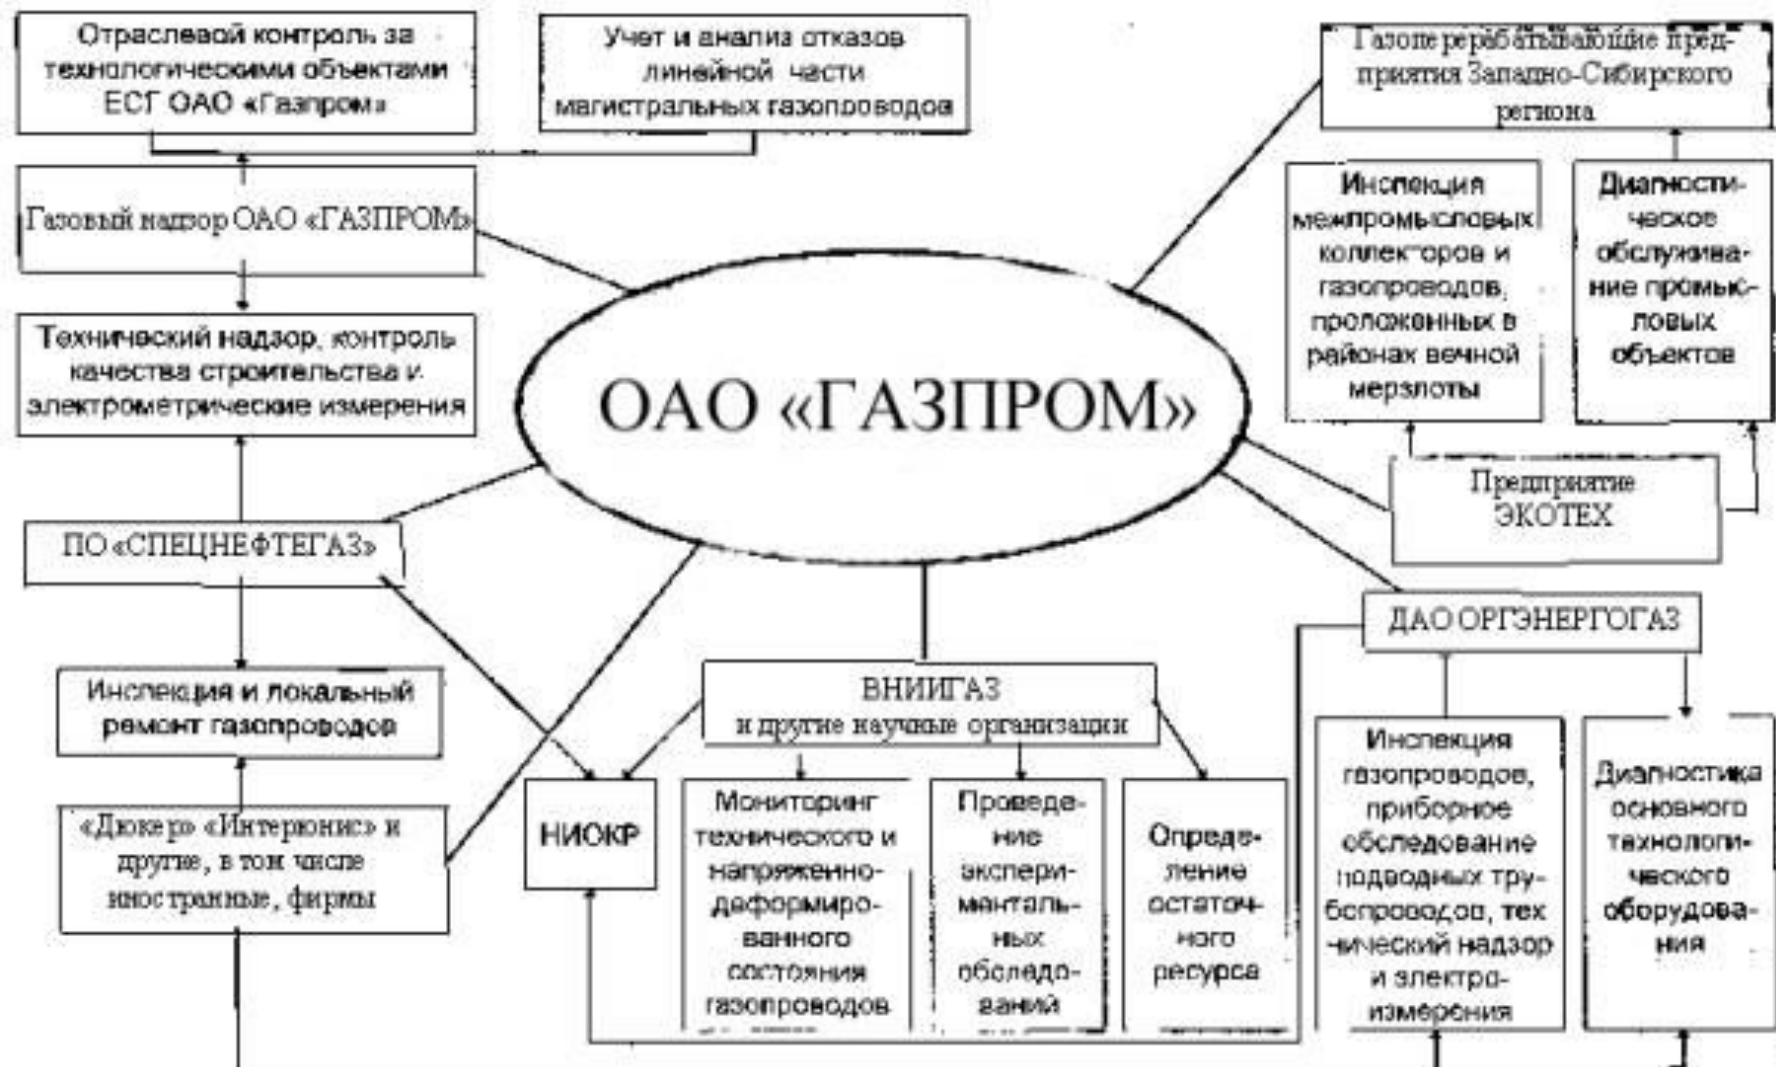 Отраслевой контроль за
технологическими объектами
ЕСГ ОАО «Газпром»
Учет и анализ отказов
линейной части
магистральных газопроводов
Газоперерабатывающие пред-
приятия Западно-Сибирского
региона
Газовый надзор ОАО «ГАЗПРОМ»
Инспекция
межпромысловых
коллекторов и
газопроводов,
проложенных в
районах вечной
мерзлоты
Диагности-
ческое
обслужива-
ние промыс-
ловых
объектов
Технический надзор, контроль
качества строительства и
электрометрические измерения
ОАО «ГАЗПРОМ»
Предприятие
ЭКОТЕХ
ПО «СПЕЦНЕФТЕГАЗ»
ДАО ОРГЭНЕРГОГАЗ
Инспекция и локальный
ремонт газопроводов
ВНИИГАЗ
и другие научные организации
«Дюкер» «Интерюнис» и
другие, в том числе
иностранные, фирмы
НИОКР
Мониторинг
технического и
напряженно-
деформиро-
ванного
состояния
газопроводов
Проведе-
ние
экспери-
менталь-
ных
обследо-
ваний
Опреде-
ление
остаточ-
ного
ресурса
Инспекция
газопроводов,
приборное
обследование
подводных тру-
бопроводов, тех
нический надзор
и электро-
измерения
Диагностика
основного
технологи-
ческого
оборудова-
ния